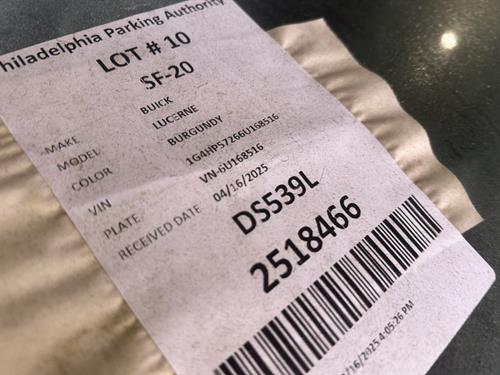 Philadelphia Parking Authority
LOT # 10
SF-20
MAKE BUICK
MODEL LUCERNE
COLOR BURGUNDY
VIN 1G4HP57266U168516
PLATE VN-6U168516
RECEIVED DATE 04/16/2025
DS539L
2518466
/16/2025 4:05:26 PM